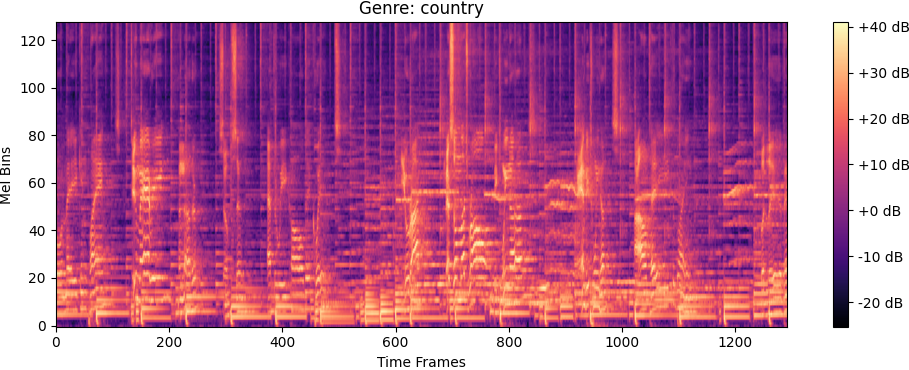 Genre: country
120
100
80
60
40
20
0
Mel Bins
0 200 400 600 800 1000 1200
Time Frames
+40 dB
+30 dB
+20 dB
+10 dB
+0 dB
-10 dB
-20 dB